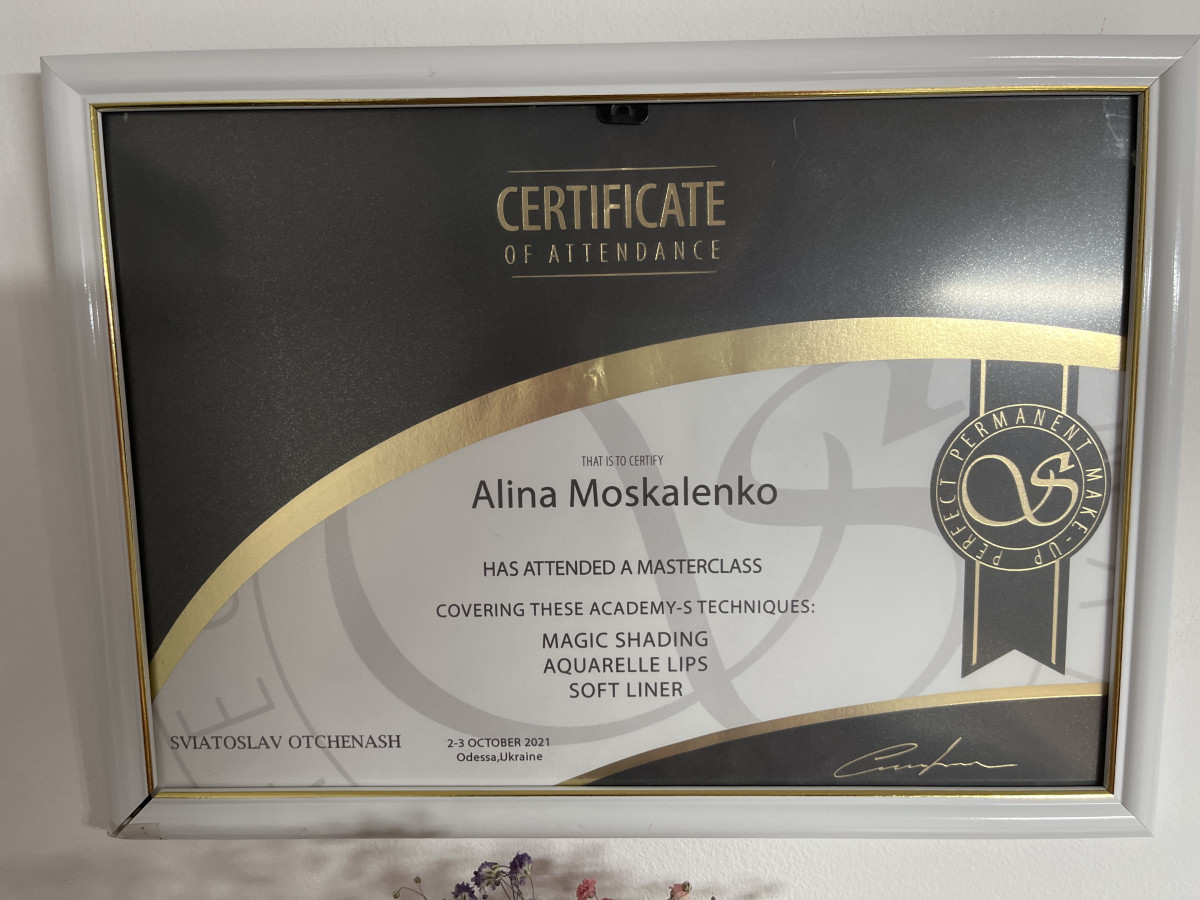 CERTIFICATE
OF ATTENDANCE
THAT IS TO CERTIFY
Alina Moskalenko
HAS ATTENDED A MASTERCLASS
COVERING THESE ACADEMY-S TECHNIQUES:
MAGIC SHADING
AQUARELLE LIPS
SOFT LINER
PERFECT PERMANENT MAKE-UP
S
SVIATOSLAV OTCHENASH
2-3 OCTOBER 2021
Odessa,Ukraine